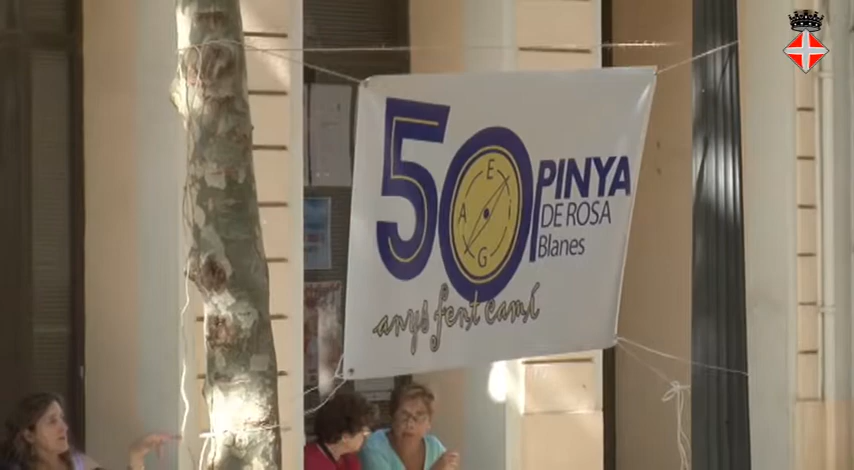 50 PINYA
DE ROSA
Blanes
E
A
G
anys fent camí